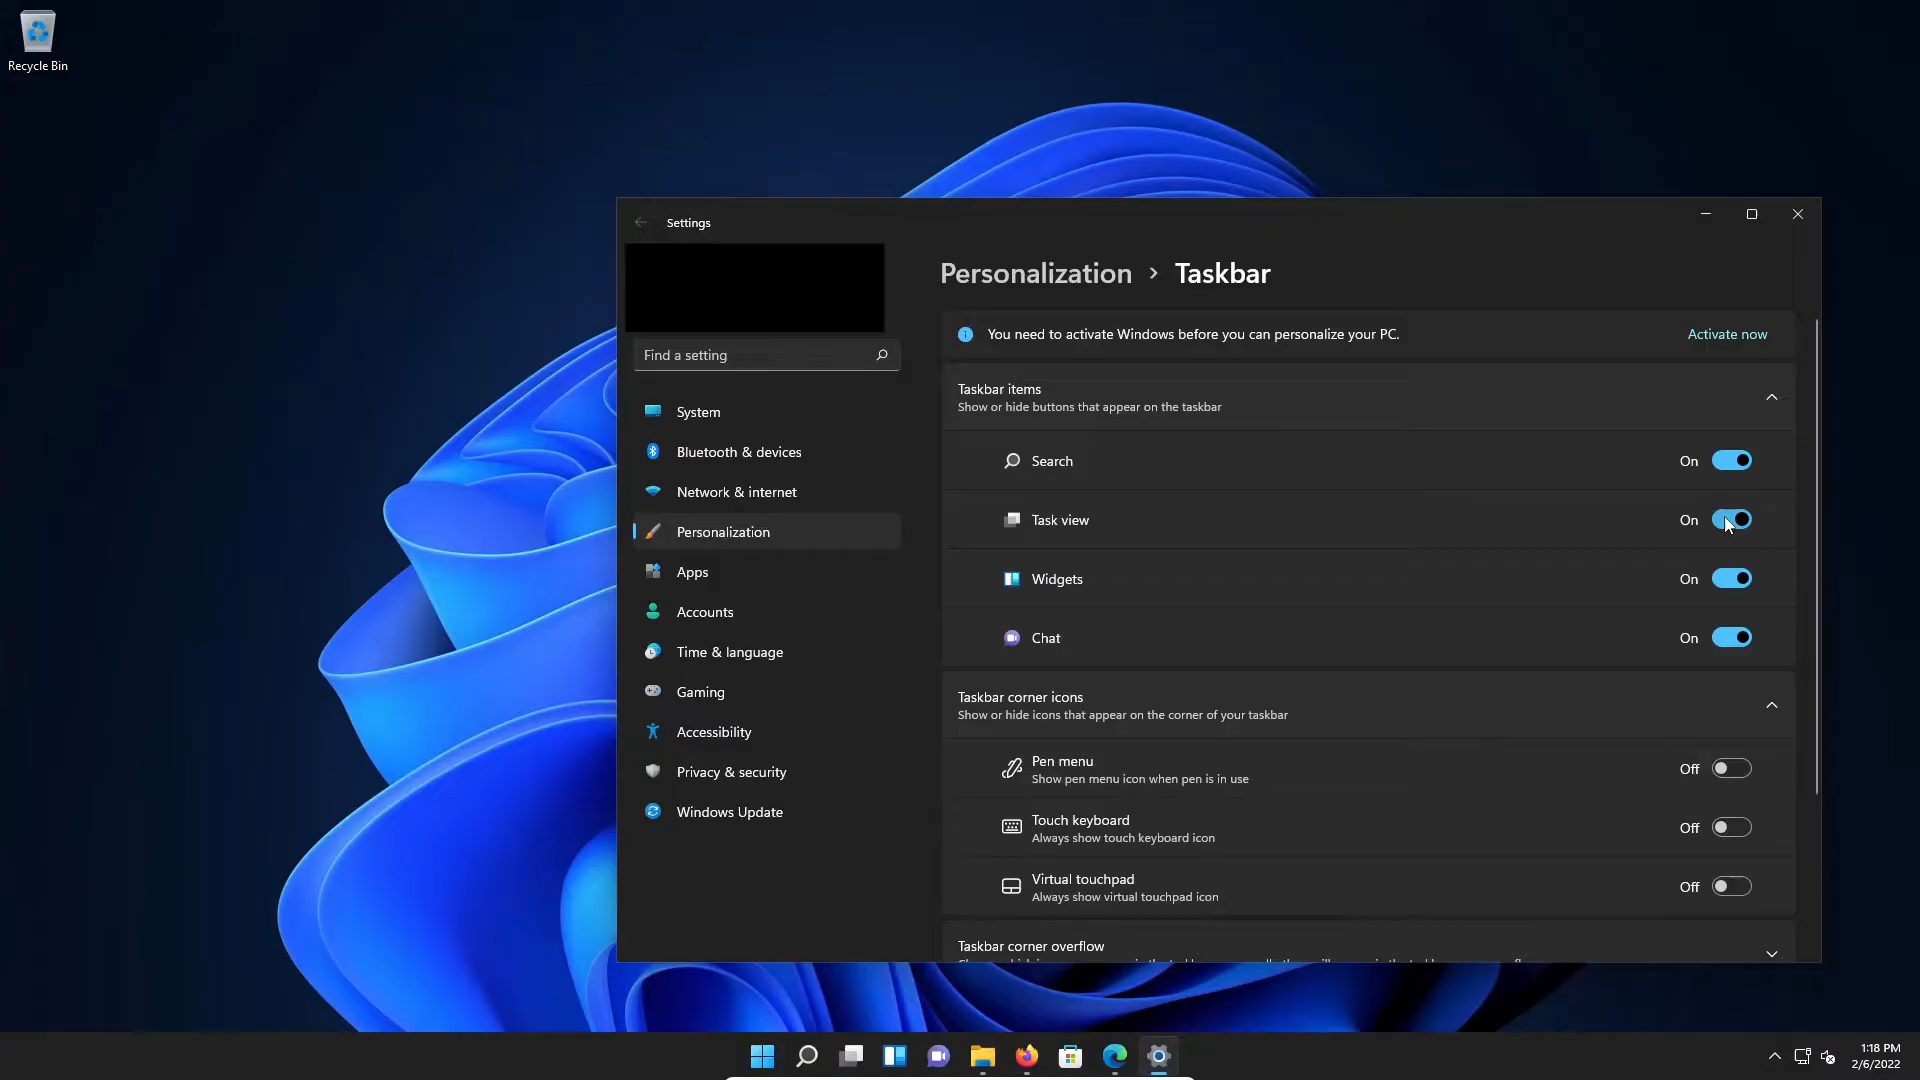 Recycle Bin
Settings
Personalization › Taskbar
You need to activate Windows before you can personalize your PC.
Activate now
Find a setting
System
Bluetooth & devices
Network & internet
Personalization
Apps
Accounts
Time & language
Gaming
Accessibility
Privacy & security
Windows Update
Taskbar items
Show or hide buttons that appear on the taskbar
Search On
Task view On
Widgets On
Chat On
Taskbar corner icons
Show or hide icons that appear on the corner of your taskbar
Pen menu
Show pen menu icon when pen is in use
Off
Touch keyboard
Always show touch keyboard icon
Off
Virtual touchpad
Always show virtual touchpad icon
Off
Taskbar corner overflow
1:18 PM
2/6/2022